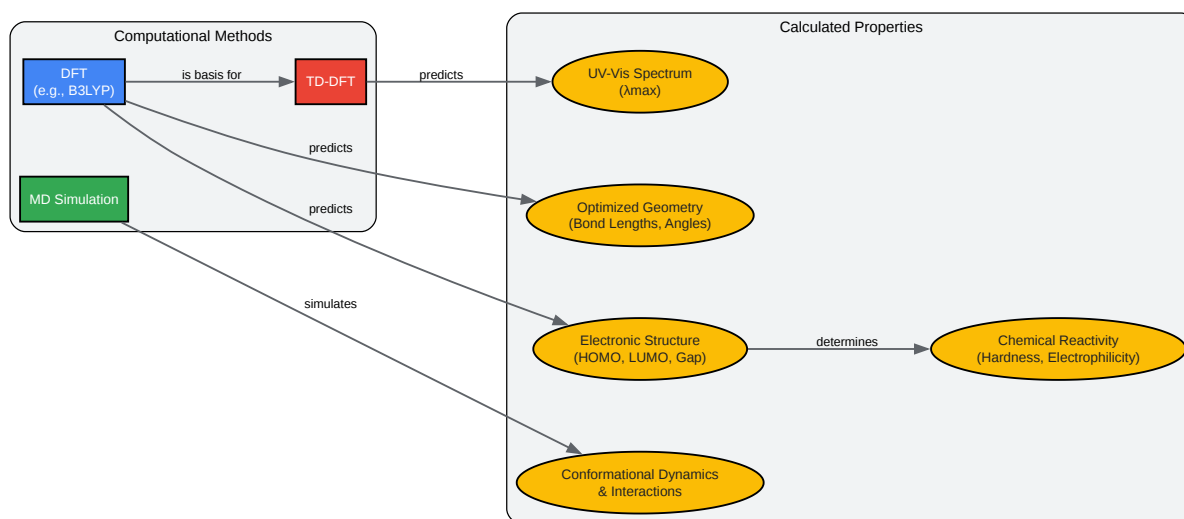 Computational Methods
DFT
(e.g., B3LYP)
is basis for
TD-DFT
MD Simulation
predicts
predicts
predicts
simulates
Calculated Properties
UV-Vis Spectrum
(λmax)
Optimized Geometry
(Bond Lengths, Angles)
Electronic Structure
(HOMO, LUMO, Gap)
determines
Chemical Reactivity
(Hardness, Electrophilicity)
Conformational Dynamics
& Interactions